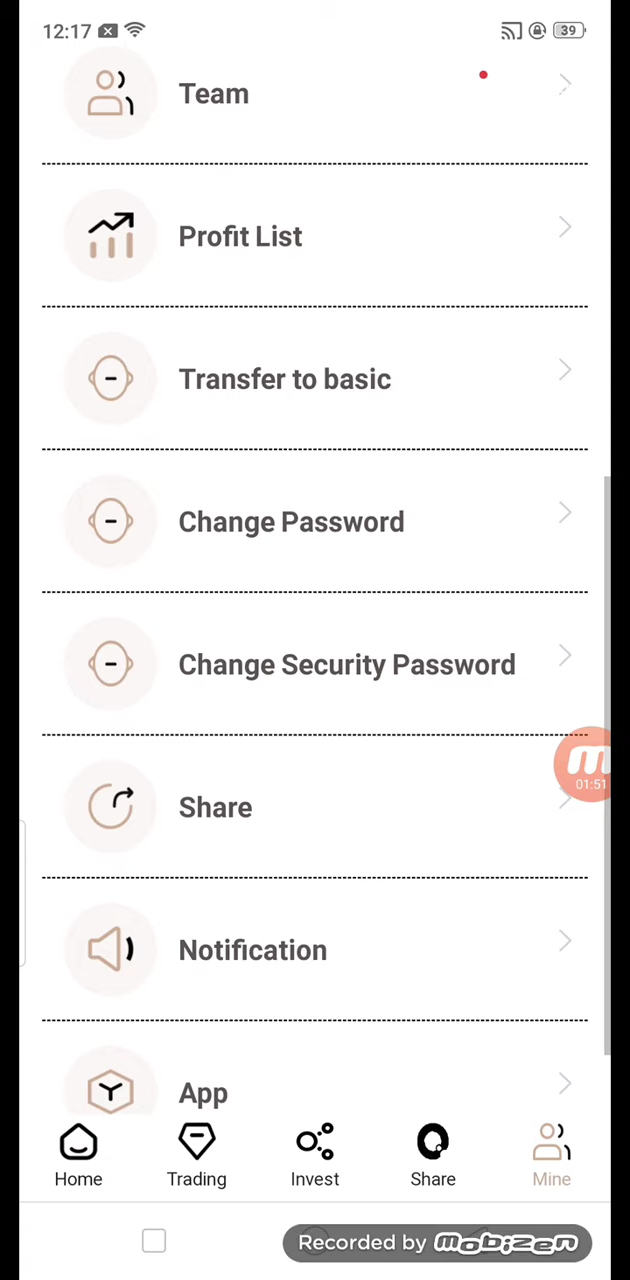 12:17
39
Team
Profit List
Transfer to basic
Change Password
Change Security Password
01:51
Share
Notification
App
Home Trading Invest Share Mine
Recorded by mobizen